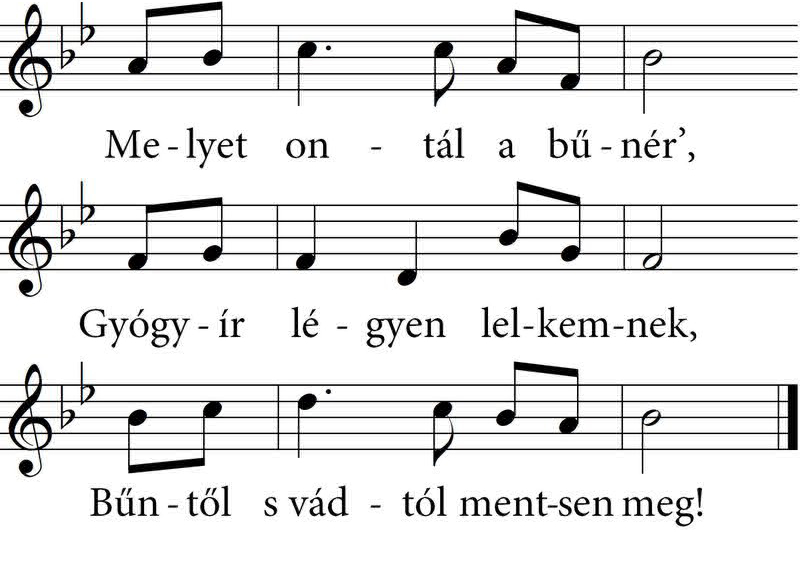 Me - lyet on - tál a bű - nér’,
Gyógy - ír lé - gyen lel-kem-nek,
Bűn - től s vád - tól ment-sen meg!